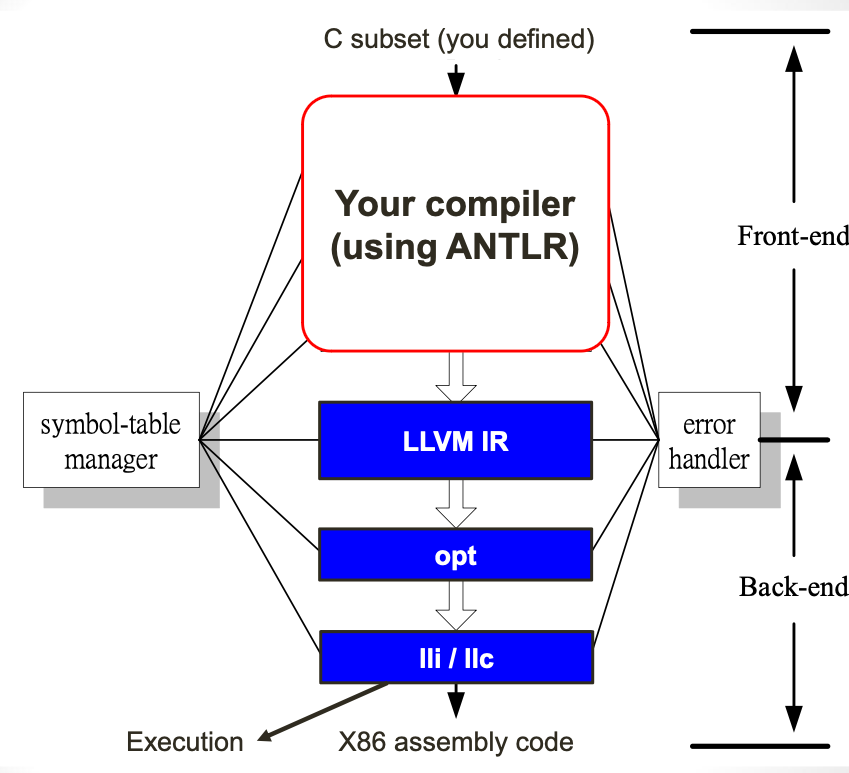 C subset (you defined)
Your compiler
(using ANTLR)
Front-end
symbol-table
manager
LLVM IR
error
handler
opt
Back-end
lli / llc
Execution
X86 assembly code